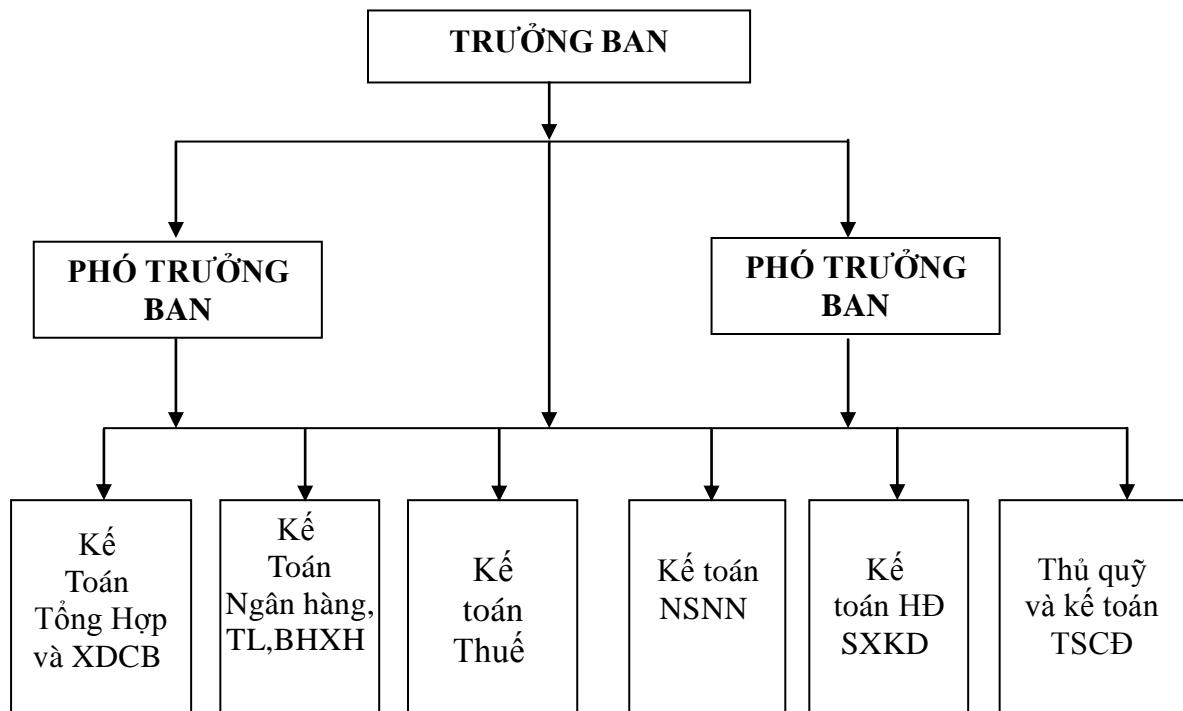 TRƯỞNG BAN
PHÓ TRƯỞNG
BAN
PHÓ TRƯỞNG
BAN
Kế
Toán
Tổng Hợp
và XDCB
Kế
Toán
Ngân hàng,
TL,BHXH
Kế
toán
Thuế
Kế toán
NSNN
Kế
toán HĐ
SXKD
Thủ quỹ
và kế toán
TSCĐ